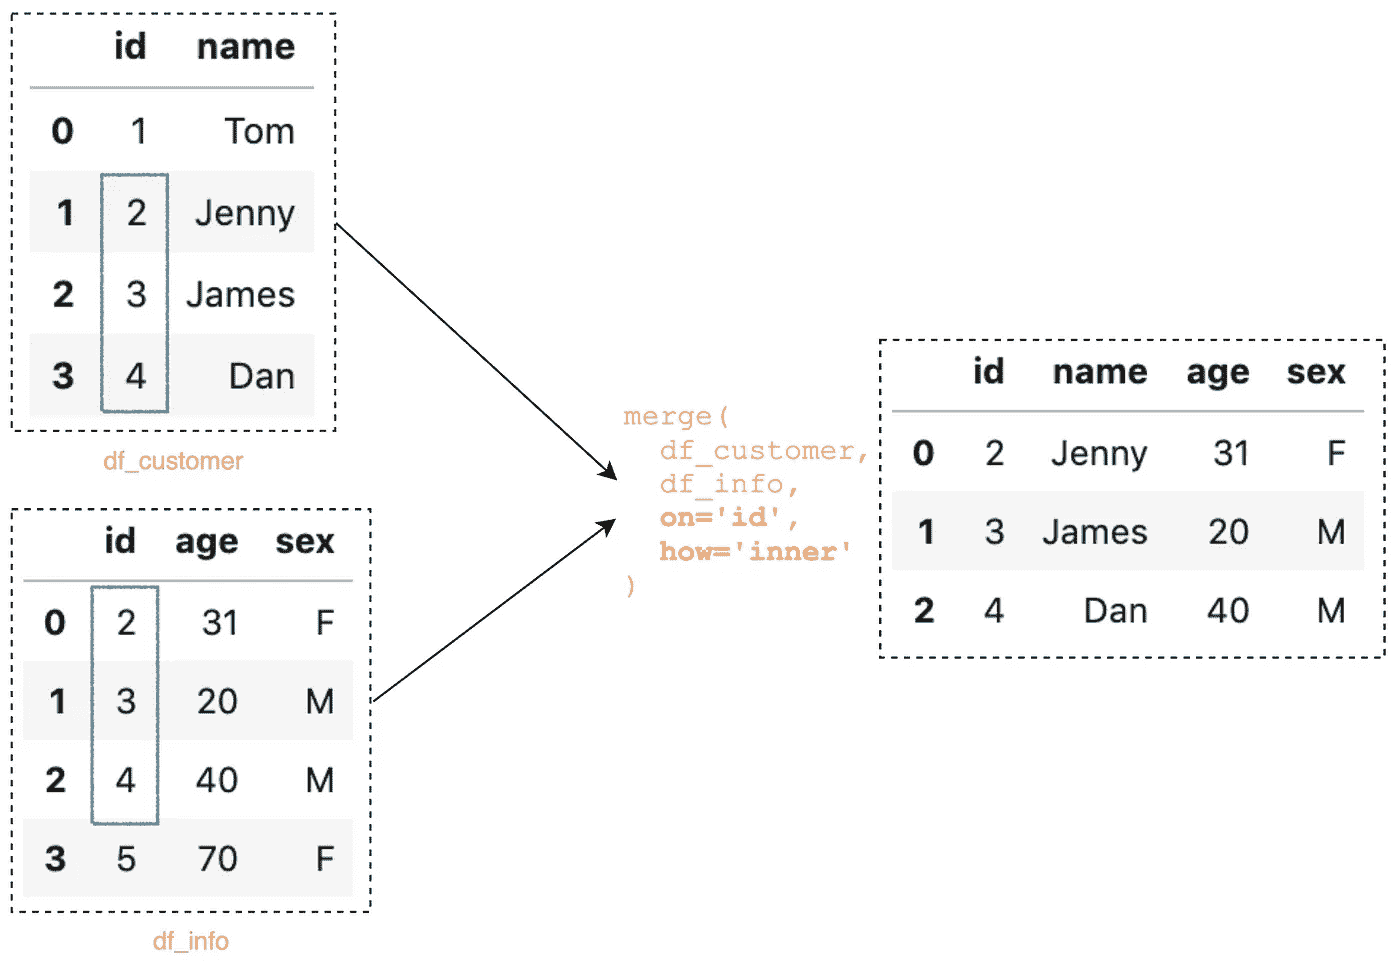 id name
0 1 Tom
1 2 Jenny
2 3 James
3 4 Dan
df_customer
id age sex
0 2 31 F
1 3 20 M
2 4 40 M
3 5 70 F
df_info
merge(
df_customer,
df_info,
on='id',
how='inner'
)
id name age sex
0 2 Jenny 31 F
1 3 James 20 M
2 4 Dan 40 M